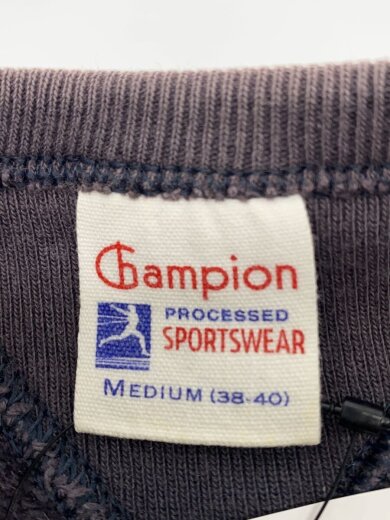 Champion
PROCESSED
SPORTSWEAR
MEDIUM (38-40)